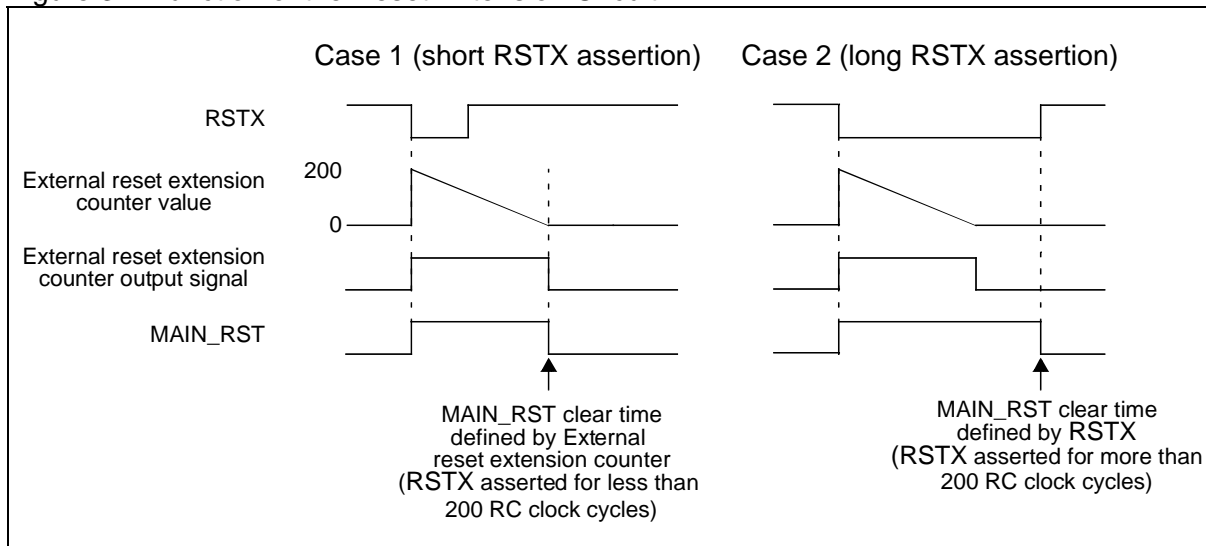 Case 1 (short RSTX assertion)
Case 2 (long RSTX assertion)
RSTX
External reset extension
counter value
200
0
External reset extension
counter output signal
MAIN_RST
MAIN_RST clear time
defined by External
reset extension counter
(RSTX asserted for less than
200 RC clock cycles)
MAIN_RST clear time
defined by RSTX
(RSTX asserted for more than
200 RC clock cycles)